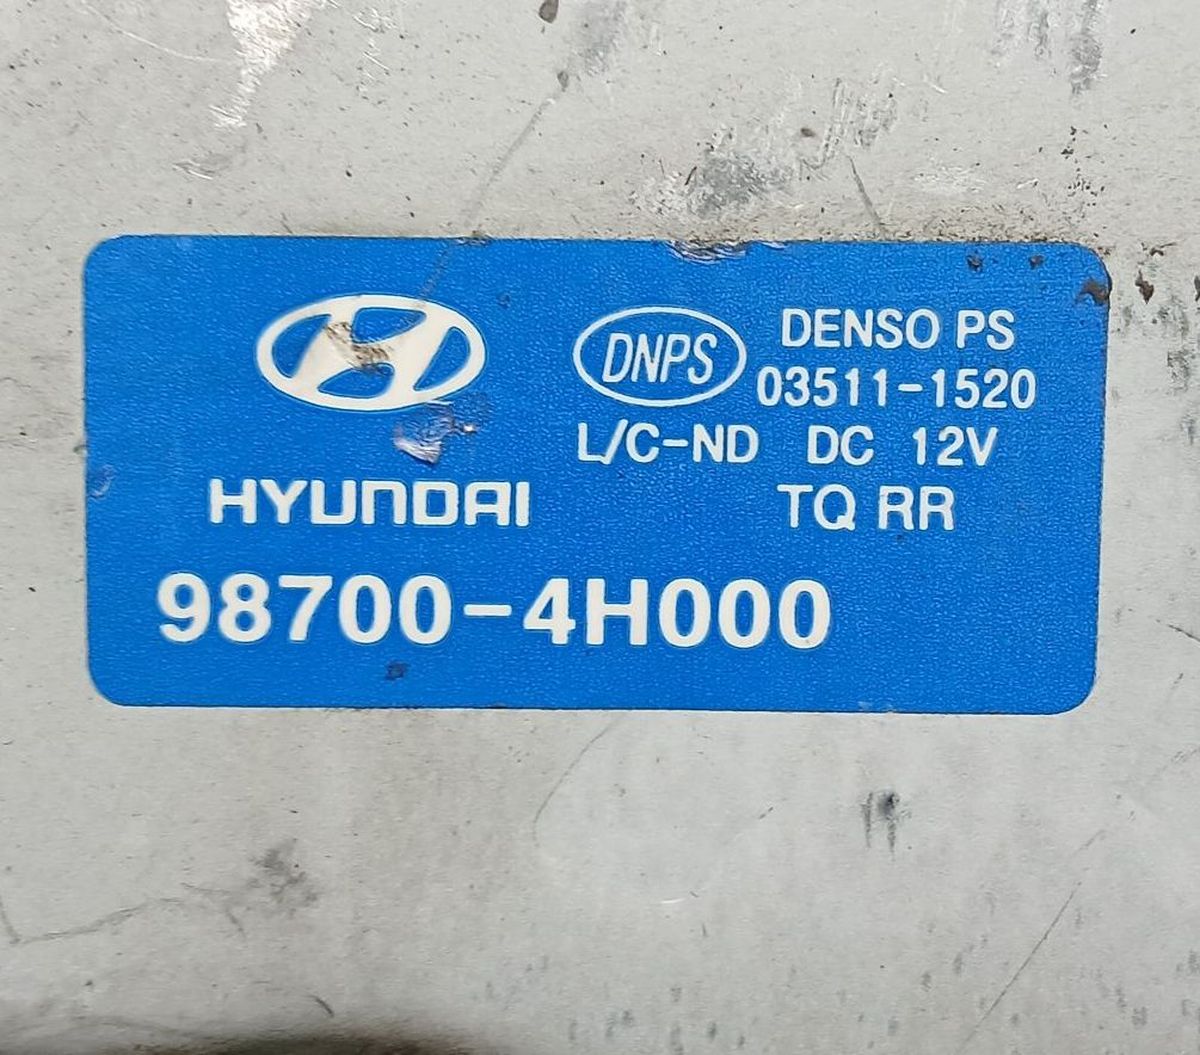 HYUNDAI
98700-4H000
DNPS
DENSO PS
03511-1520
L/C-ND DC 12V
TQ RR